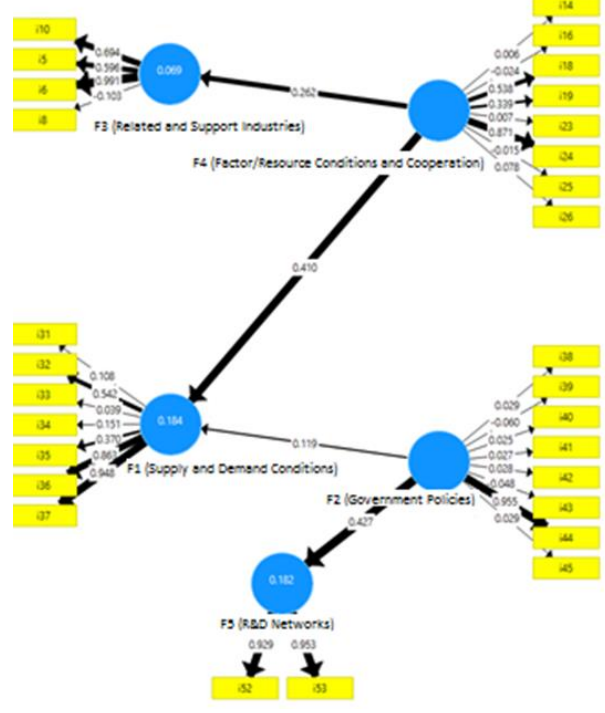 i14
i10
i16
i5
0.694
0.006
0.596
0.069
-0.024
i18
i6
0.991
0.538
0.262
0.339
i19
-0.103
i8
0.007
i23
F3 (Related and Support Industries)
0.871
-0.015
i24
F4 (Factor/Resource Conditions and Cooperation)
0.078
i25
i26
0.410
i31
i32
0.108
i38
0.542
i33
i39
0.039
0.184
0.029
i34
0.151
-0.060
i40
0.370
0.119
0.025
i35
0.027
i41
0.948
F1 (Supply and Demand Conditions)
0.028
i42
i36
0.048
F2 (Government Policies)
0.955
i43
i37
0.427
0.029
i44
i45
0.182
F5 (R&D Networks)
0.929
0.953
i52
i53